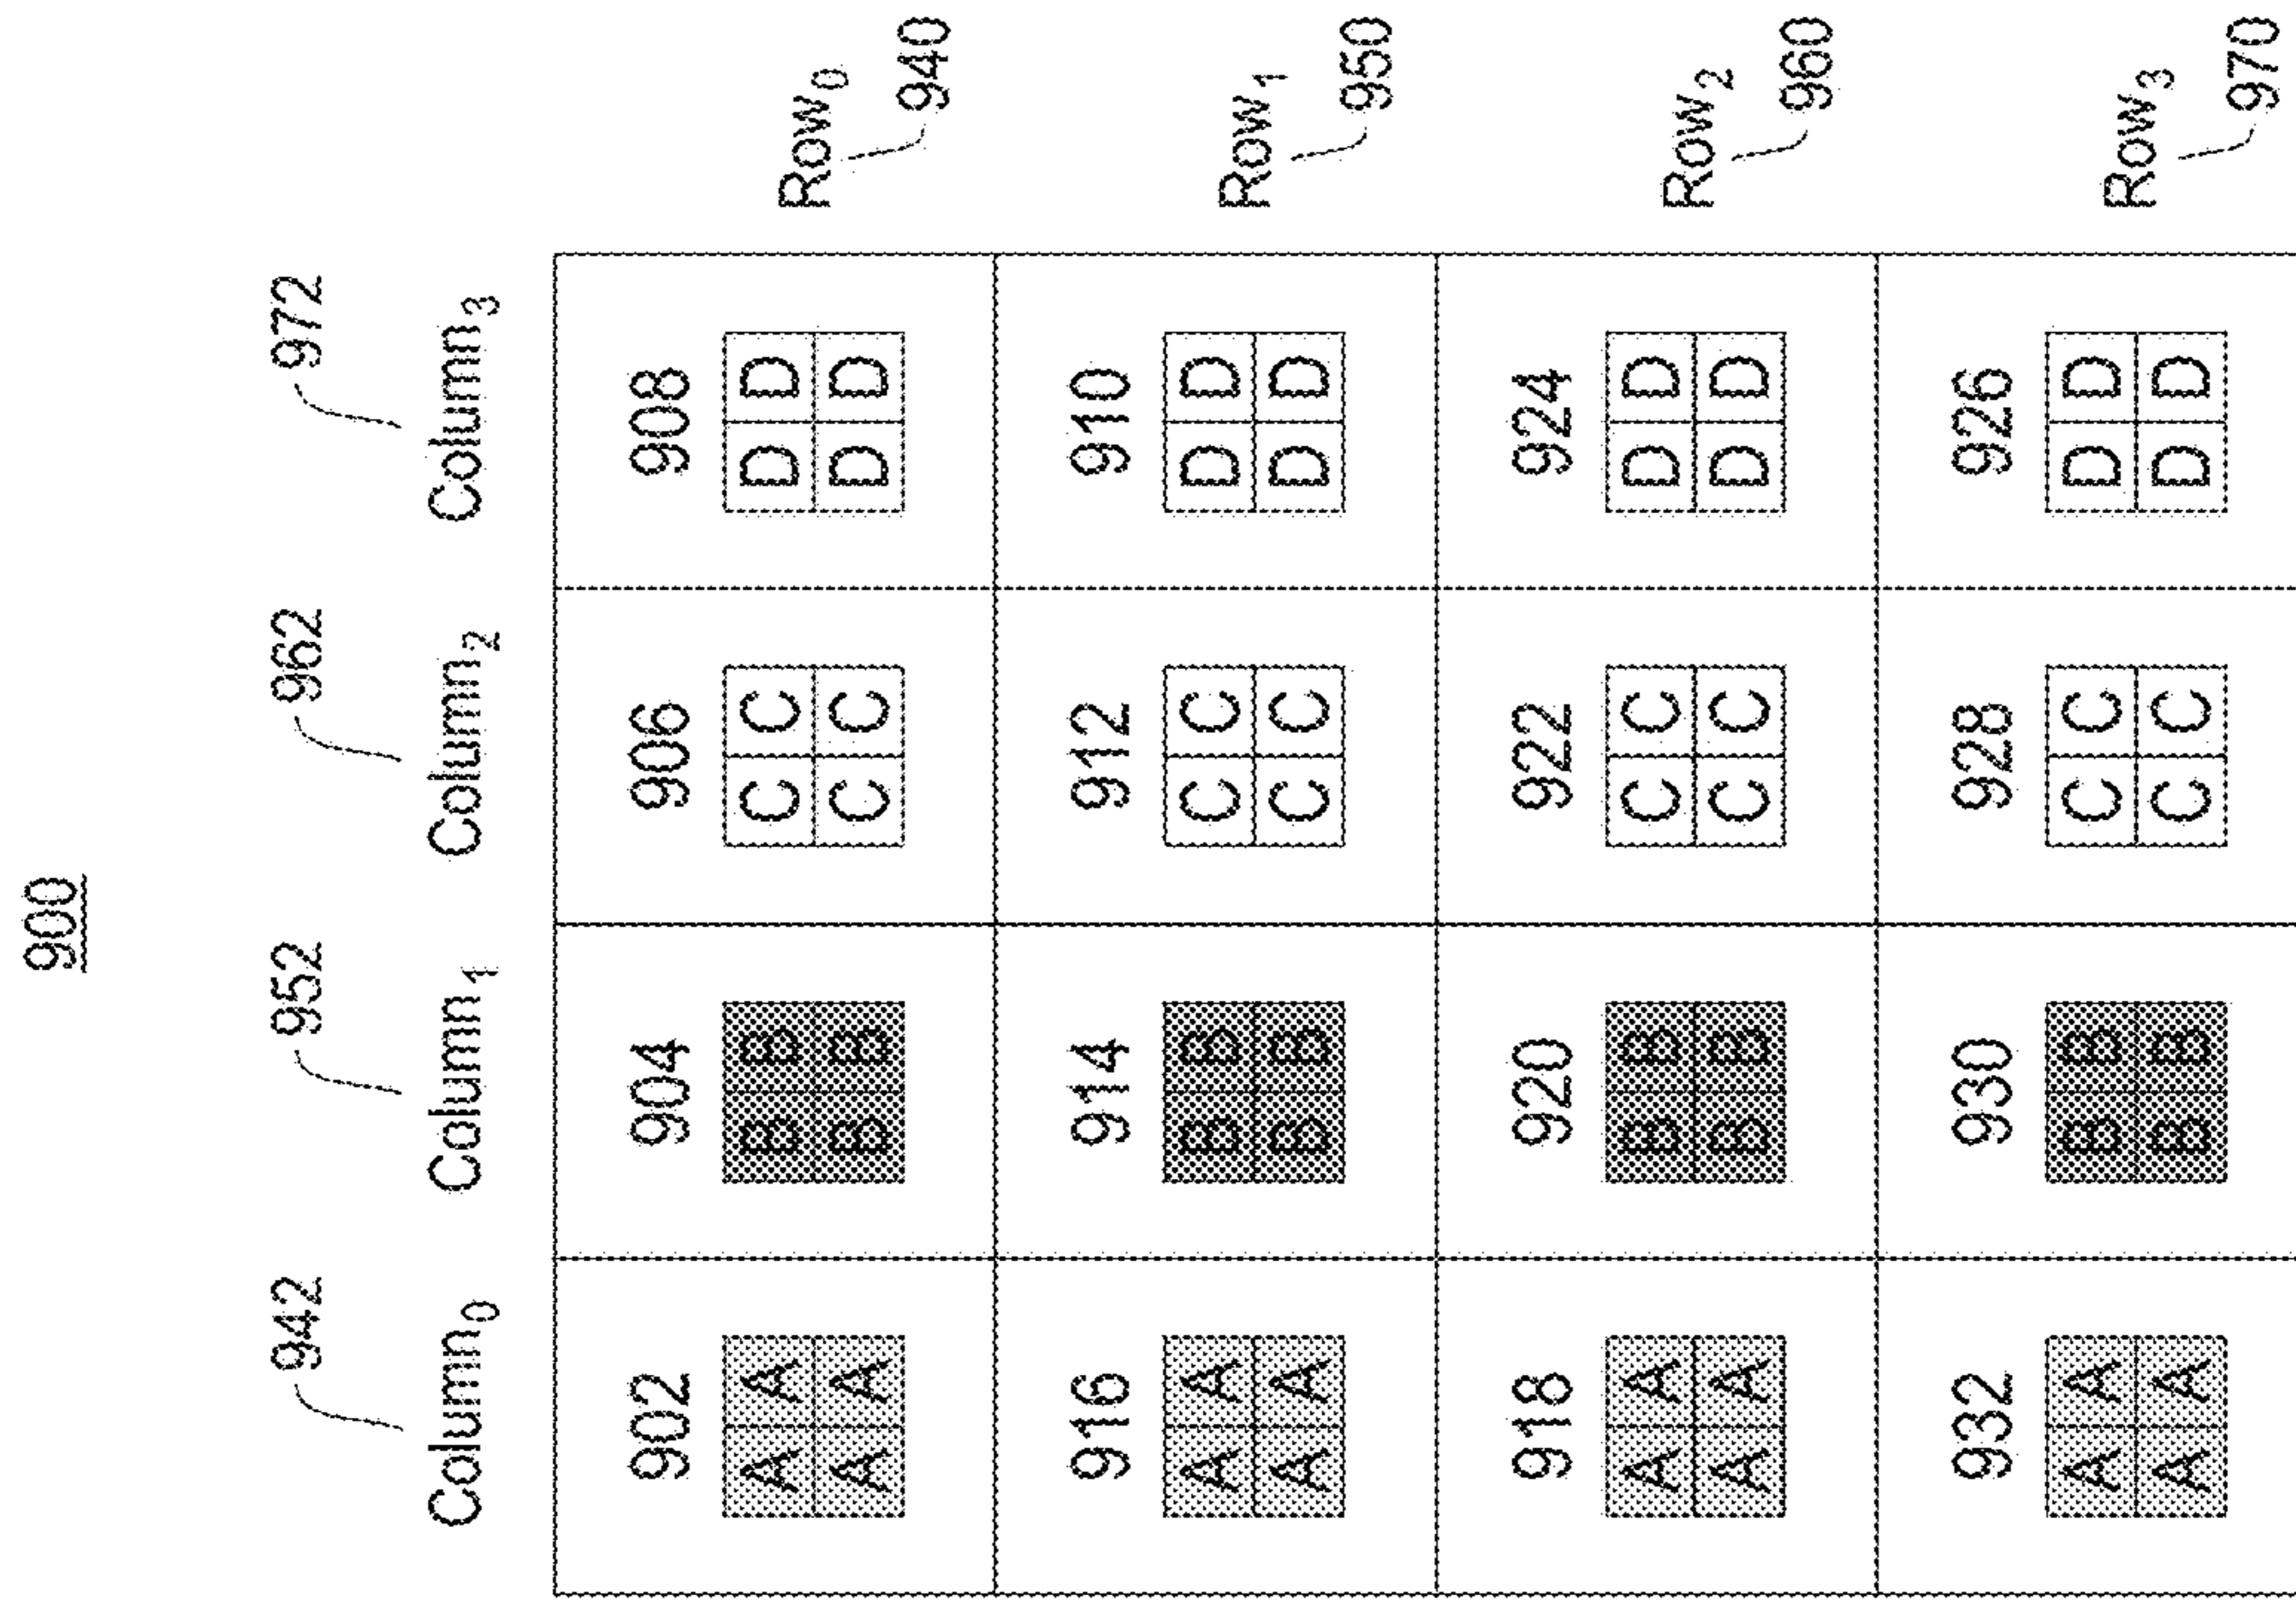 900
942 952 962 972
Column0 Column1 Column2 Column3
902 904 906 908
A A B B C C D D
A A B B C C D D
Row0
940
916 914 912 910
A A B B C C D D
A A B B C C D D
Row1
950
918 920 922 924
A A B B C C D D
A A B B C C D D
Row2
960
932 930 928 926
A A B B C C D D
A A B B C C D D
Row3
970